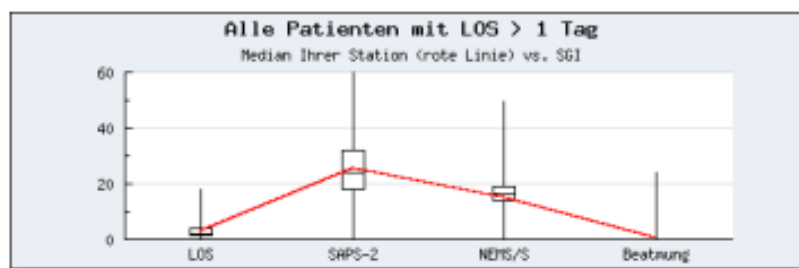 Alle Patienten mit LOS > 1 Tag
Median Ihrer Station (rote Linie) vs. SGI
60
40
20
0
LOS SAPS-2 NEMS/S Beatmung